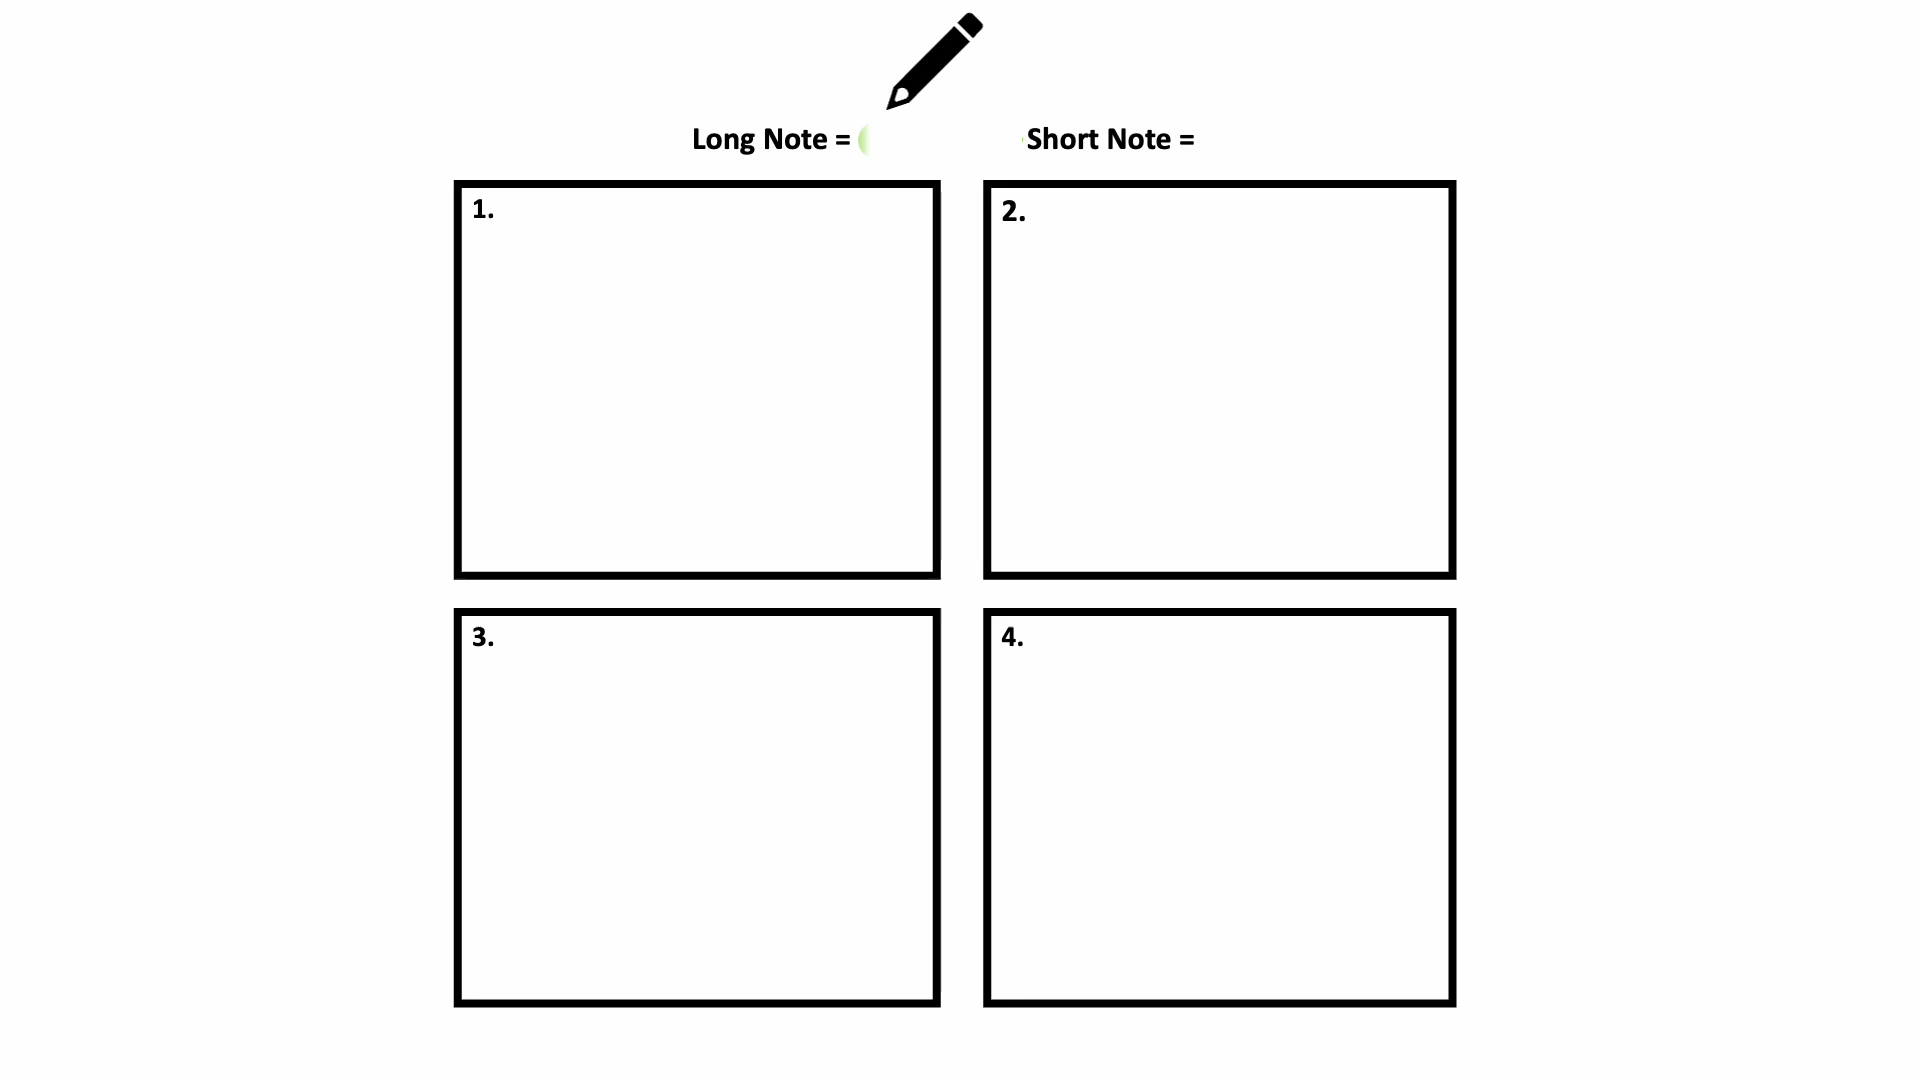 Long Note = Short Note =
1.
2.
3.
4.